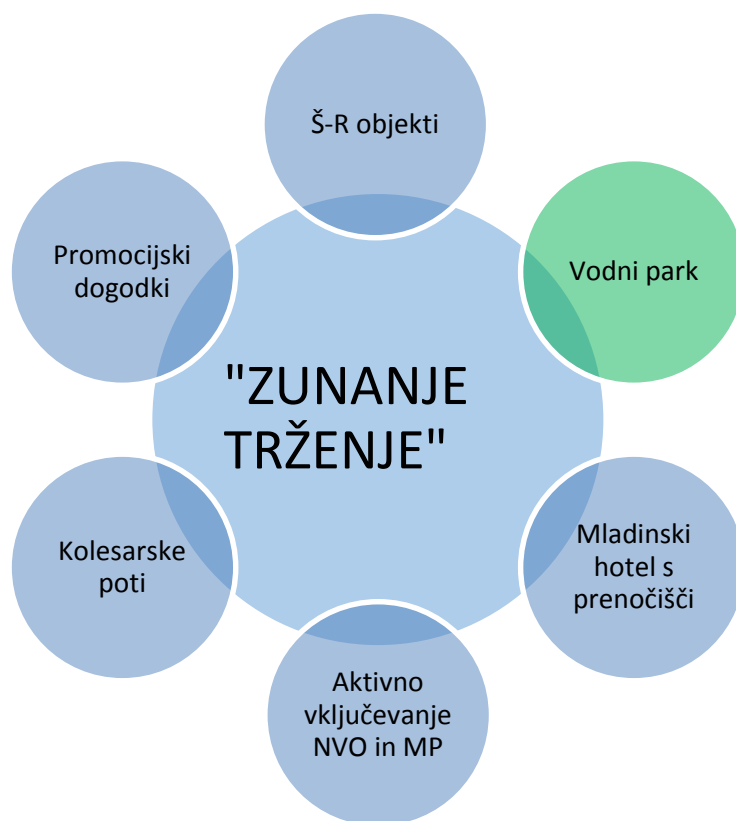 Š-R objekti
Promocijski
dogodki
Vodni park
"ZUNANJE
TRŽENJE"
Kolesarske
poti
Mladinski
hotel s
prenočišči
Aktivno
vključevanje
NVO in MP